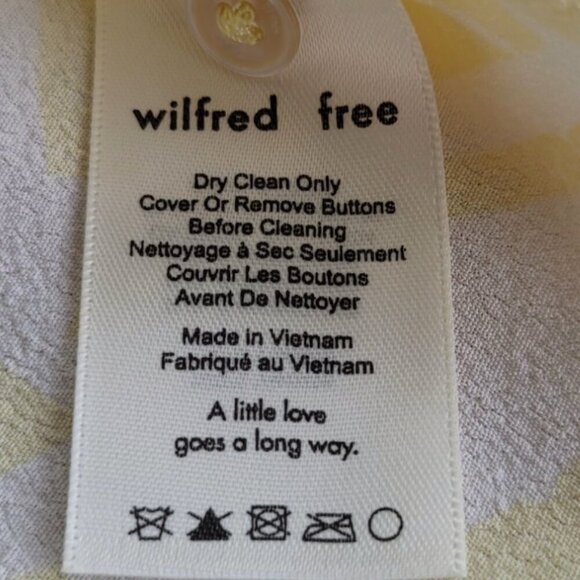 wilfred free
Dry Clean Only
Cover Or Remove Buttons
Before Cleaning
Nettoyage à Sec Seulement
Couvrir Les Boutons
Avant De Nettoyer
Made in Vietnam
Fabriqué au Vietnam
A little love
goes a long way.